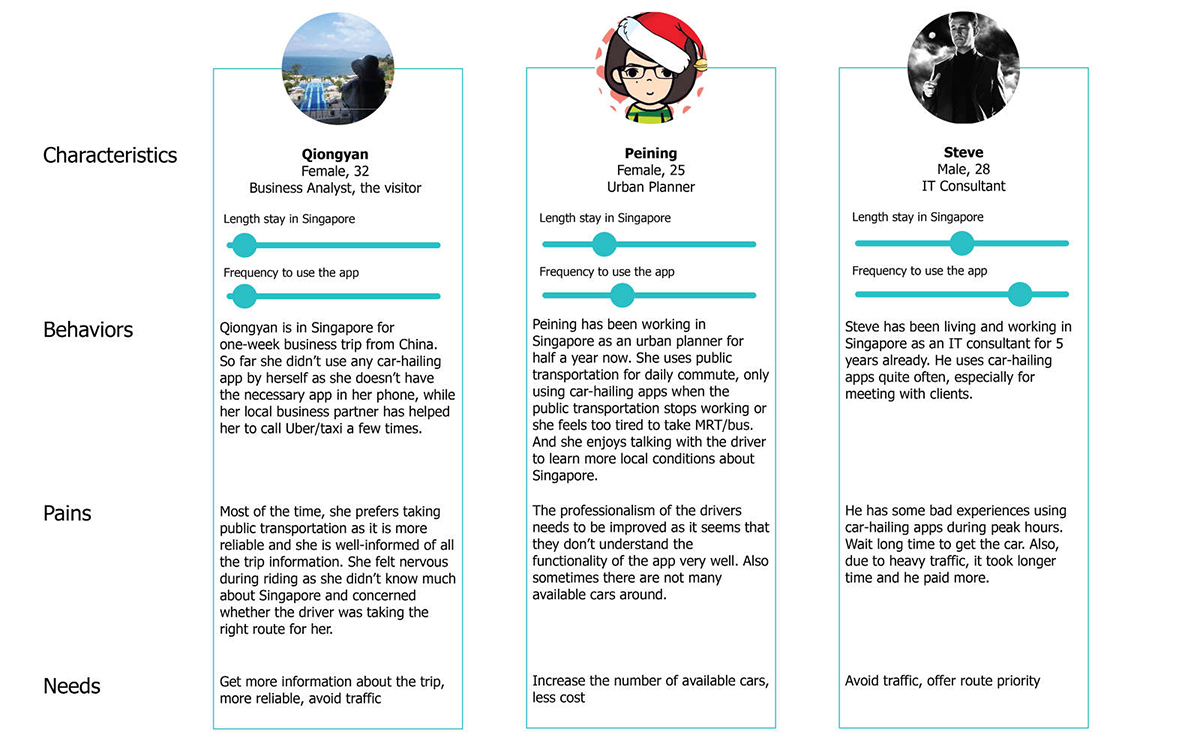 Characteristics
Qiongyan
Female, 32
Business Analyst, the visitor
Length stay in Singapore
Frequency to use the app
Peining
Female, 25
Urban Planner
Length stay in Singapore
Frequency to use the app
Steve
Male, 28
IT Consultant
Length stay in Singapore
Frequency to use the app
Behaviors
Qiongyan is in Singapore for
one-week business trip from China.
So far she didn't use any car-hailing
app by herself as she doesn't have
the necessary app in her phone, while
her local business partner has helped
her to call Uber/taxi a few times.
Peining has been working in
Singapore as an urban planner for
half a year now. She uses public
transportation for daily commute, only
using car-hailing apps when the
public transportation stops working or
she feels too tired to take MRT/bus.
And she enjoys talking with the driver
to learn more local conditions about
Singapore.
Steve has been living and working in
Singapore as an IT consultant for 5
years already. He uses car-hailing
apps quite often, especially for
meeting with clients.
Pains
Most of the time, she prefers taking
public transportation as it is more
reliable and she is well-informed of all
the trip information. She felt nervous
during riding as she didn't know much
about Singapore and concerned
whether the driver was taking the
right route for her.
The professionalism of the drivers
needs to be improved as it seems that
they don't understand the
functionality of the app very well. Also
sometimes there are not many
available cars around.
He has some bad experiences using
car-hailing apps during peak hours.
Wait long time to get the car. Also,
due to heavy traffic, it took longer
time and he paid more.
Needs
Get more information about the trip,
more reliable, avoid traffic
Increase the number of available cars,
less cost
Avoid traffic, offer route priority